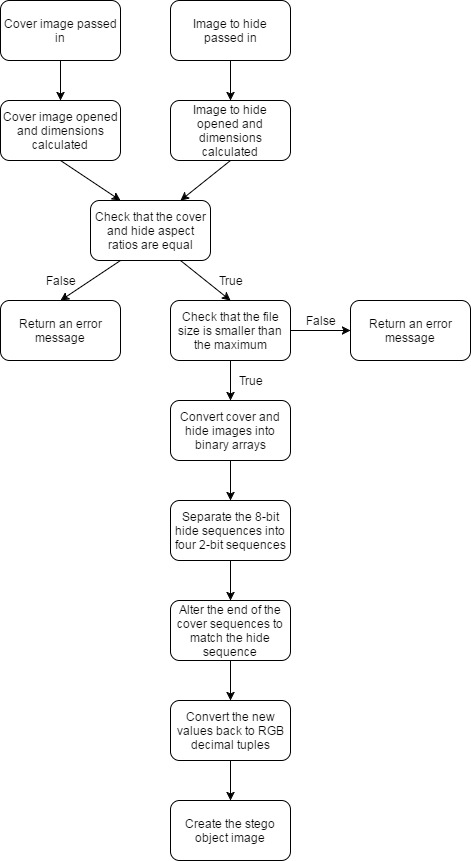 Cover image passed
in
Image to hide
passed in
Cover image opened
and dimensions
calculated
Image to hide
opened and
dimensions
calculated
Check that the cover
and hide aspect
ratios are equal
False
True
Return an error
message
Check that the file
size is smaller than
the maximum
False
Return an error
message
True
Convert cover and
hide images into
binary arrays
Separate the 8-bit
hide sequences into
four 2-bit sequences
Alter the end of the
cover sequences to
match the hide
sequence
Convert the new
values back to RGB
decimal tuples
Create the stego
object image